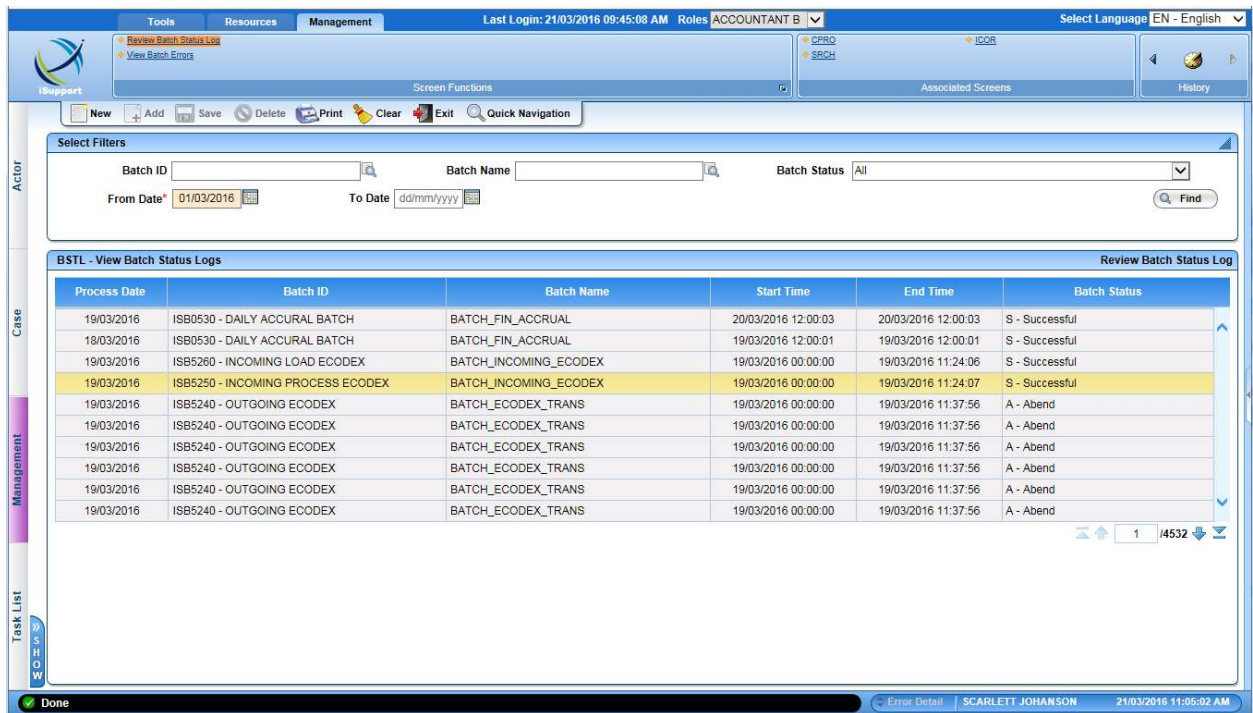 Tools Resources Management Last Login: 21/03/2016 09:45:08 AM Roles ACCOUNTANT B Select Language EN - English
Review Batch Status Log
View Batch Errors
CPRO ICOR
SRCH
iSupport Screen Functions Associated Screens History
New Add Save Delete Print Clear Exit Quick Navigation
Select Filters
Batch ID Batch Name Batch Status All
From Date* 01/03/2016 To Date dd/mm/yyyy Find
BSTL - View Batch Status Logs Review Batch Status Log
Process Date Batch ID Batch Name Start Time End Time Batch Status
19/03/2016 ISB0530 - DAILY ACCURAL BATCH BATCH_FIN_ACCRUAL 20/03/2016 12:00:03 20/03/2016 12:00:03 S - Successful
18/03/2016 ISB0530 - DAILY ACCURAL BATCH BATCH_FIN_ACCRUAL 19/03/2016 12:00:01 19/03/2016 12:00:01 S - Successful
19/03/2016 ISB5260 - INCOMING LOAD ECODEX BATCH_INCOMING_ECODEX 19/03/2016 00:00:00 19/03/2016 11:24:06 S - Successful
19/03/2016 ISB5250 - INCOMING PROCESS ECODEX BATCH_INCOMING_ECODEX 19/03/2016 00:00:00 19/03/2016 11:24:07 S - Successful
19/03/2016 ISB5240 - OUTGOING ECODEX BATCH_ECODEX_TRANS 19/03/2016 00:00:00 19/03/2016 11:37:56 A - Abend
19/03/2016 ISB5240 - OUTGOING ECODEX BATCH_ECODEX_TRANS 19/03/2016 00:00:00 19/03/2016 11:37:56 A - Abend
19/03/2016 ISB5240 - OUTGOING ECODEX BATCH_ECODEX_TRANS 19/03/2016 00:00:00 19/03/2016 11:37:56 A - Abend
19/03/2016 ISB5240 - OUTGOING ECODEX BATCH_ECODEX_TRANS 19/03/2016 00:00:00 19/03/2016 11:37:56 A - Abend
19/03/2016 ISB5240 - OUTGOING ECODEX BATCH_ECODEX_TRANS 19/03/2016 00:00:00 19/03/2016 11:37:56 A - Abend
19/03/2016 ISB5240 - OUTGOING ECODEX BATCH_ECODEX_TRANS 19/03/2016 00:00:00 19/03/2016 11:37:56 A - Abend
1 /4532
Actor
Case
Management
Task List
SHOW
Done Error Detail SCARLETT JOHANSON 21/03/2016 11:05:02 AM